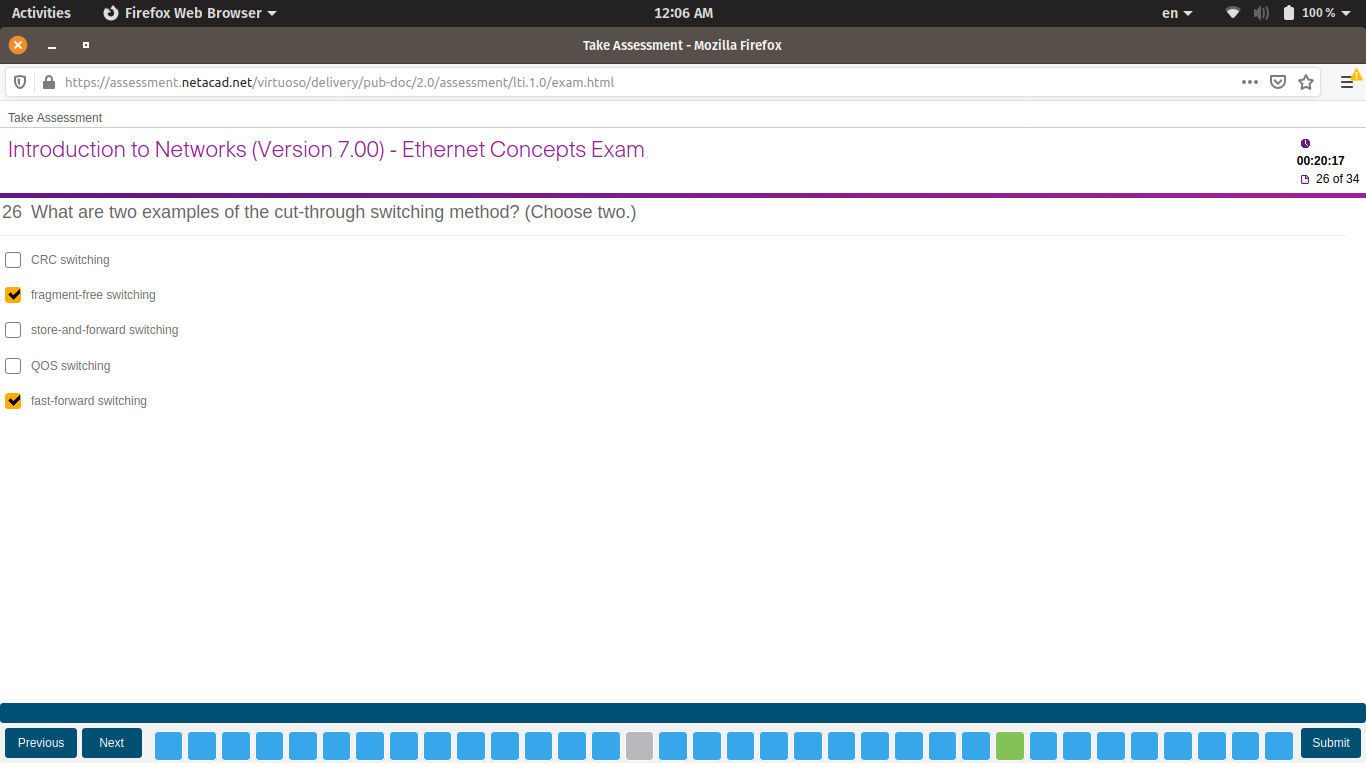 Activities Firefox Web Browser 12:06 AM en 100 %
Take Assessment - Mozilla Firefox
https://assessment.netacad.net/virtuoso/delivery/pub-doc/2.0/assessment/lti.1.0/exam.html
Take Assessment
Introduction to Networks (Version 7.00) - Ethernet Concepts Exam
00:20:17
26 of 34
26 What are two examples of the cut-through switching method? (Choose two.)
CRC switching
fragment-free switching
store-and-forward switching
QOS switching
fast-forward switching
Previous Next Submit